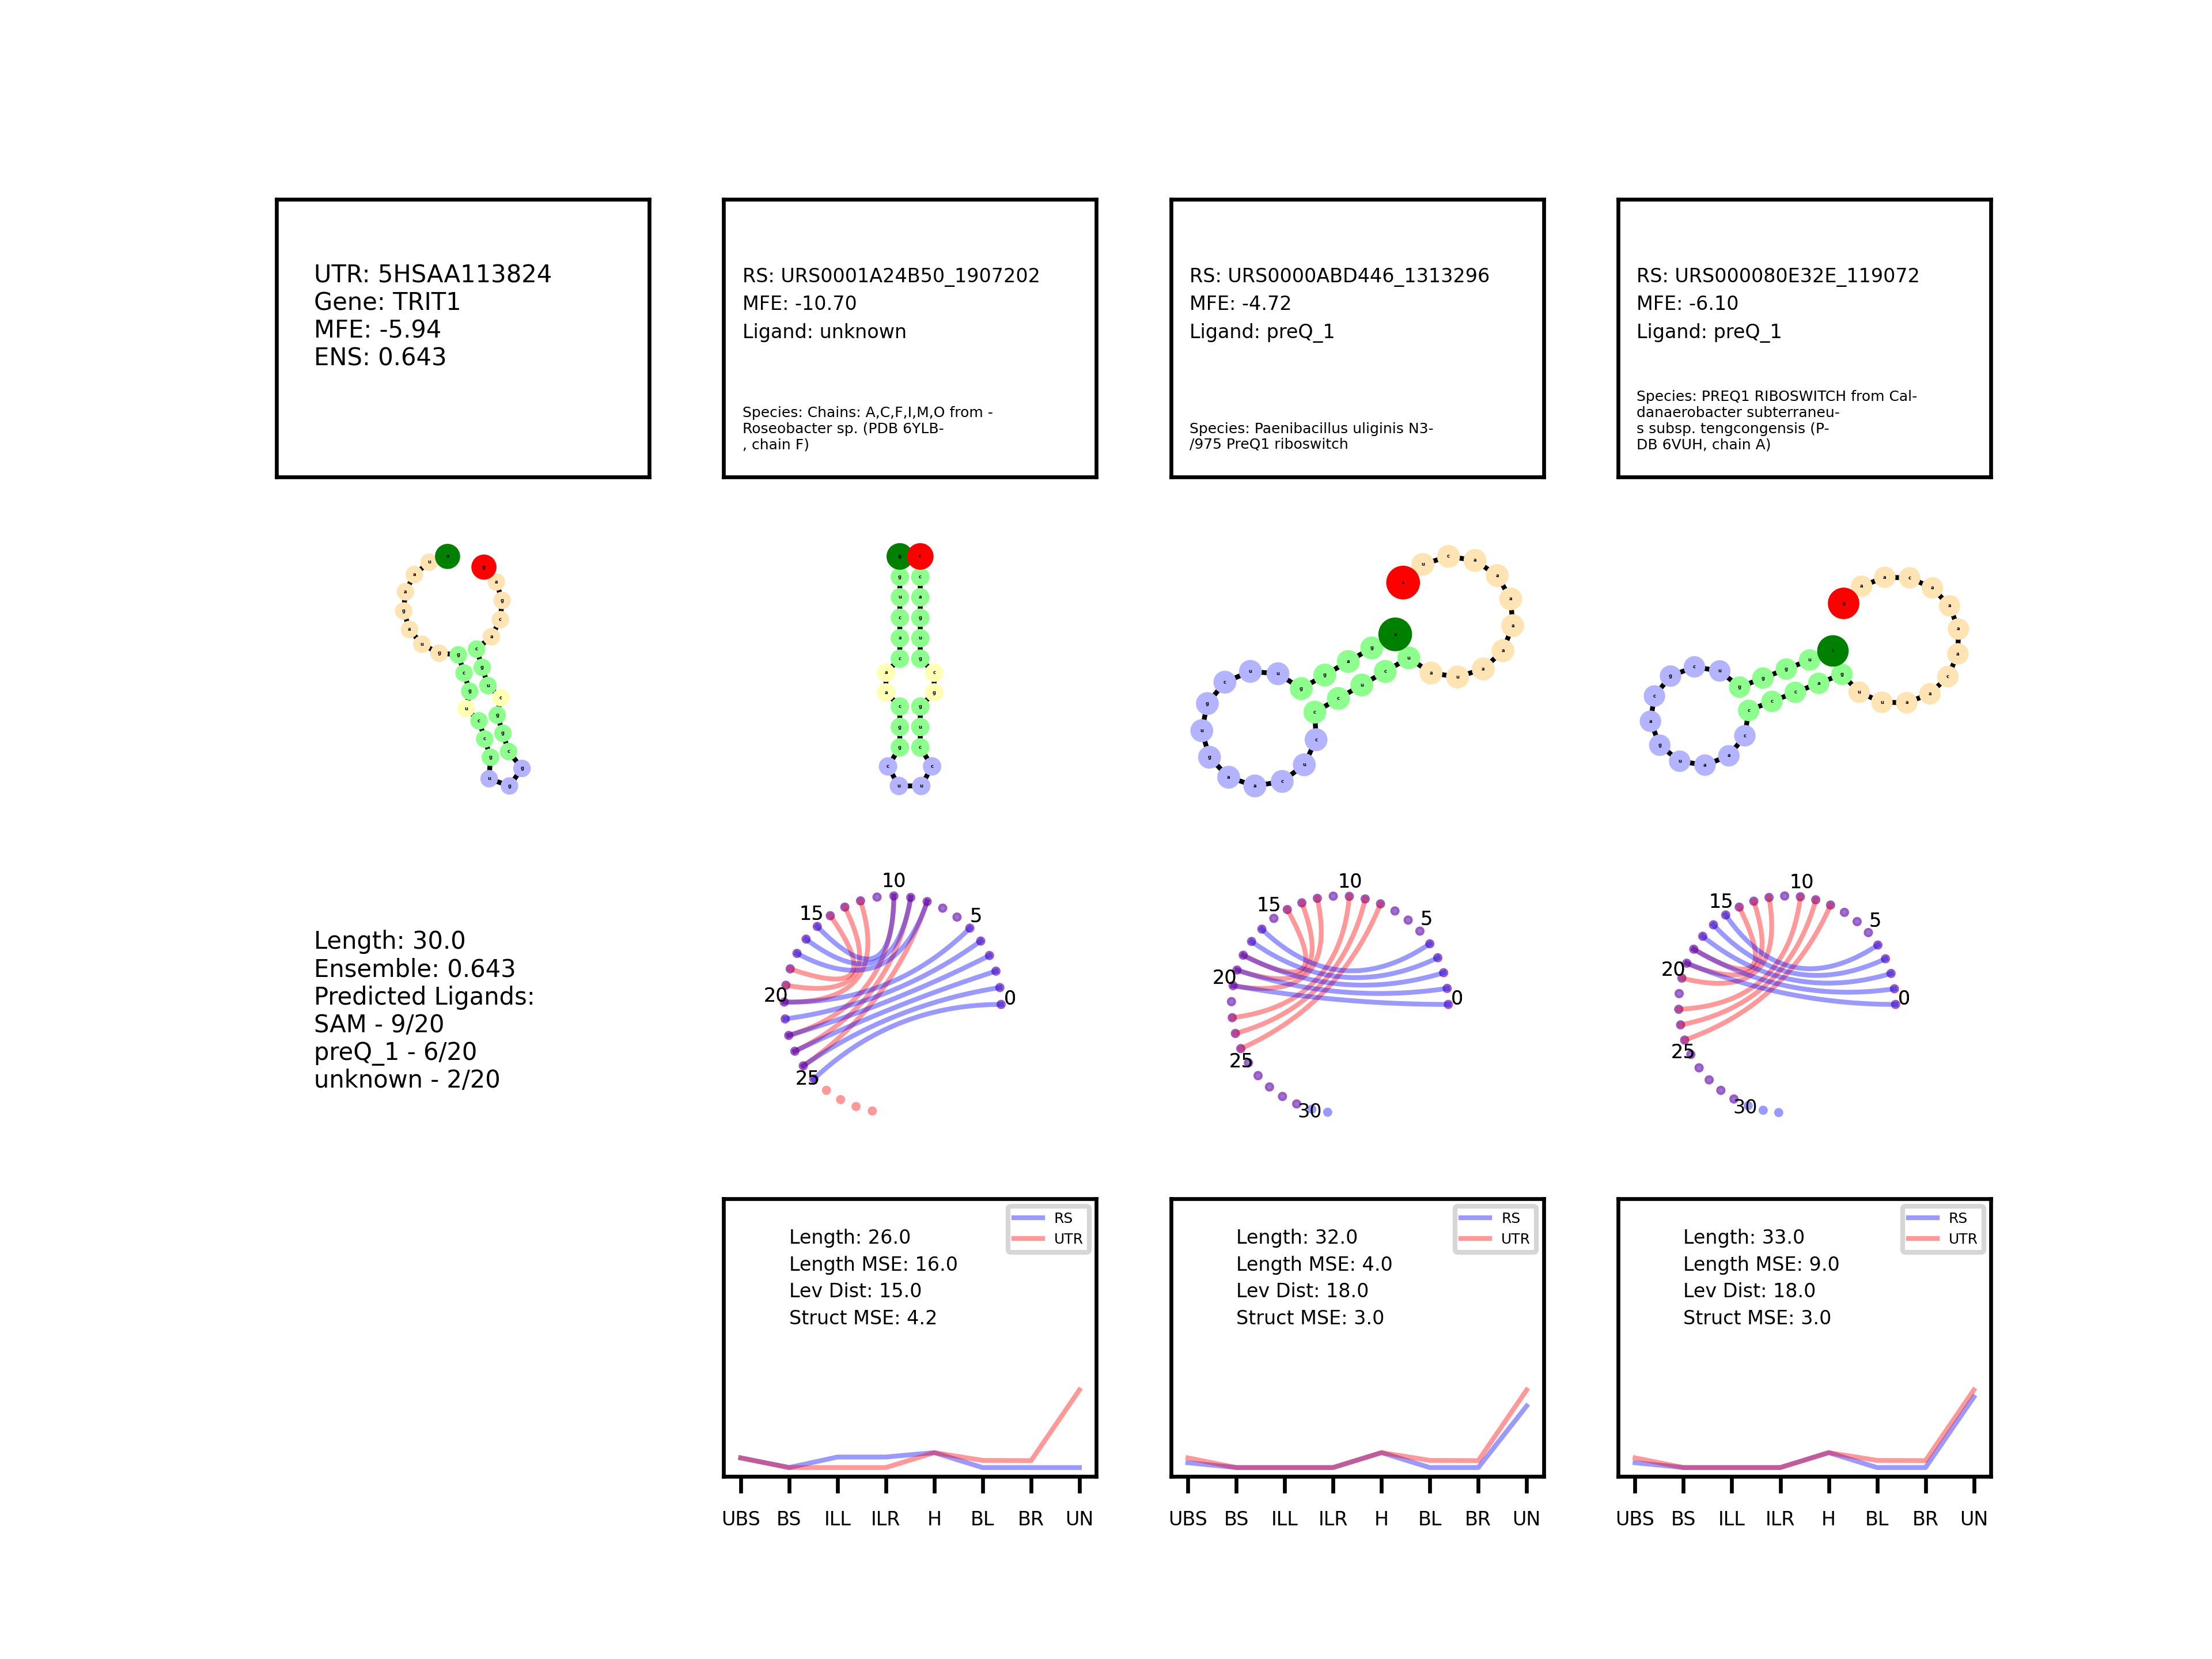 UTR: 5HSAA113824
Gene: TRIT1
MFE: -5.94
ENS: 0.643
RS: URS0001A24B50_1907202
MFE: -10.70
Ligand: unknown
Species: Chains: A,C,F,I,M,O from -
Roseobacter sp. (PDB 6YLB-
, chain F)
RS: URS0000ABD446_1313296
MFE: -4.72
Ligand: preQ_1
Species: Paenibacillus uliginis N3-
/975 PreQ1 riboswitch
RS: URS000080E32E_119072
MFE: -6.10
Ligand: preQ_1
Species: PREQ1 RIBOSWITCH from Cal-
danaerobacter subterraneu-
s subsp. tengcongensis (P-
DB 6VUH, chain A)
Length: 30.0
Ensemble: 0.643
Predicted Ligands:
SAM - 9/20
preQ_1 - 6/20
unknown - 2/20
0
5
10
15
20
25
0
5
10
15
20
25
30
0
5
10
15
20
25
30
RS
UTR
Length: 26.0
Length MSE: 16.0
Lev Dist: 15.0
Struct MSE: 4.2
UBS BS ILL ILR H BL BR UN
RS
UTR
Length: 32.0
Length MSE: 4.0
Lev Dist: 18.0
Struct MSE: 3.0
UBS BS ILL ILR H BL BR UN
RS
UTR
Length: 33.0
Length MSE: 9.0
Lev Dist: 18.0
Struct MSE: 3.0
UBS BS ILL ILR H BL BR UN